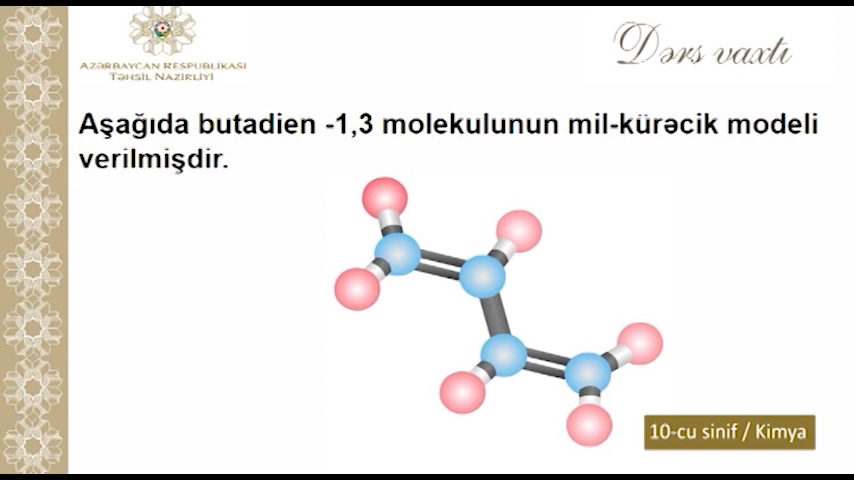 AZƏRBAYCAN RESPUBLİKASI
TƏHSİL NAZİRLİYİ
Dərs vaxtı
Aşağıda butadien -1,3 molekulunun mil-kürəcik modeli
verilmişdir.
10-cu sinif / Kimya